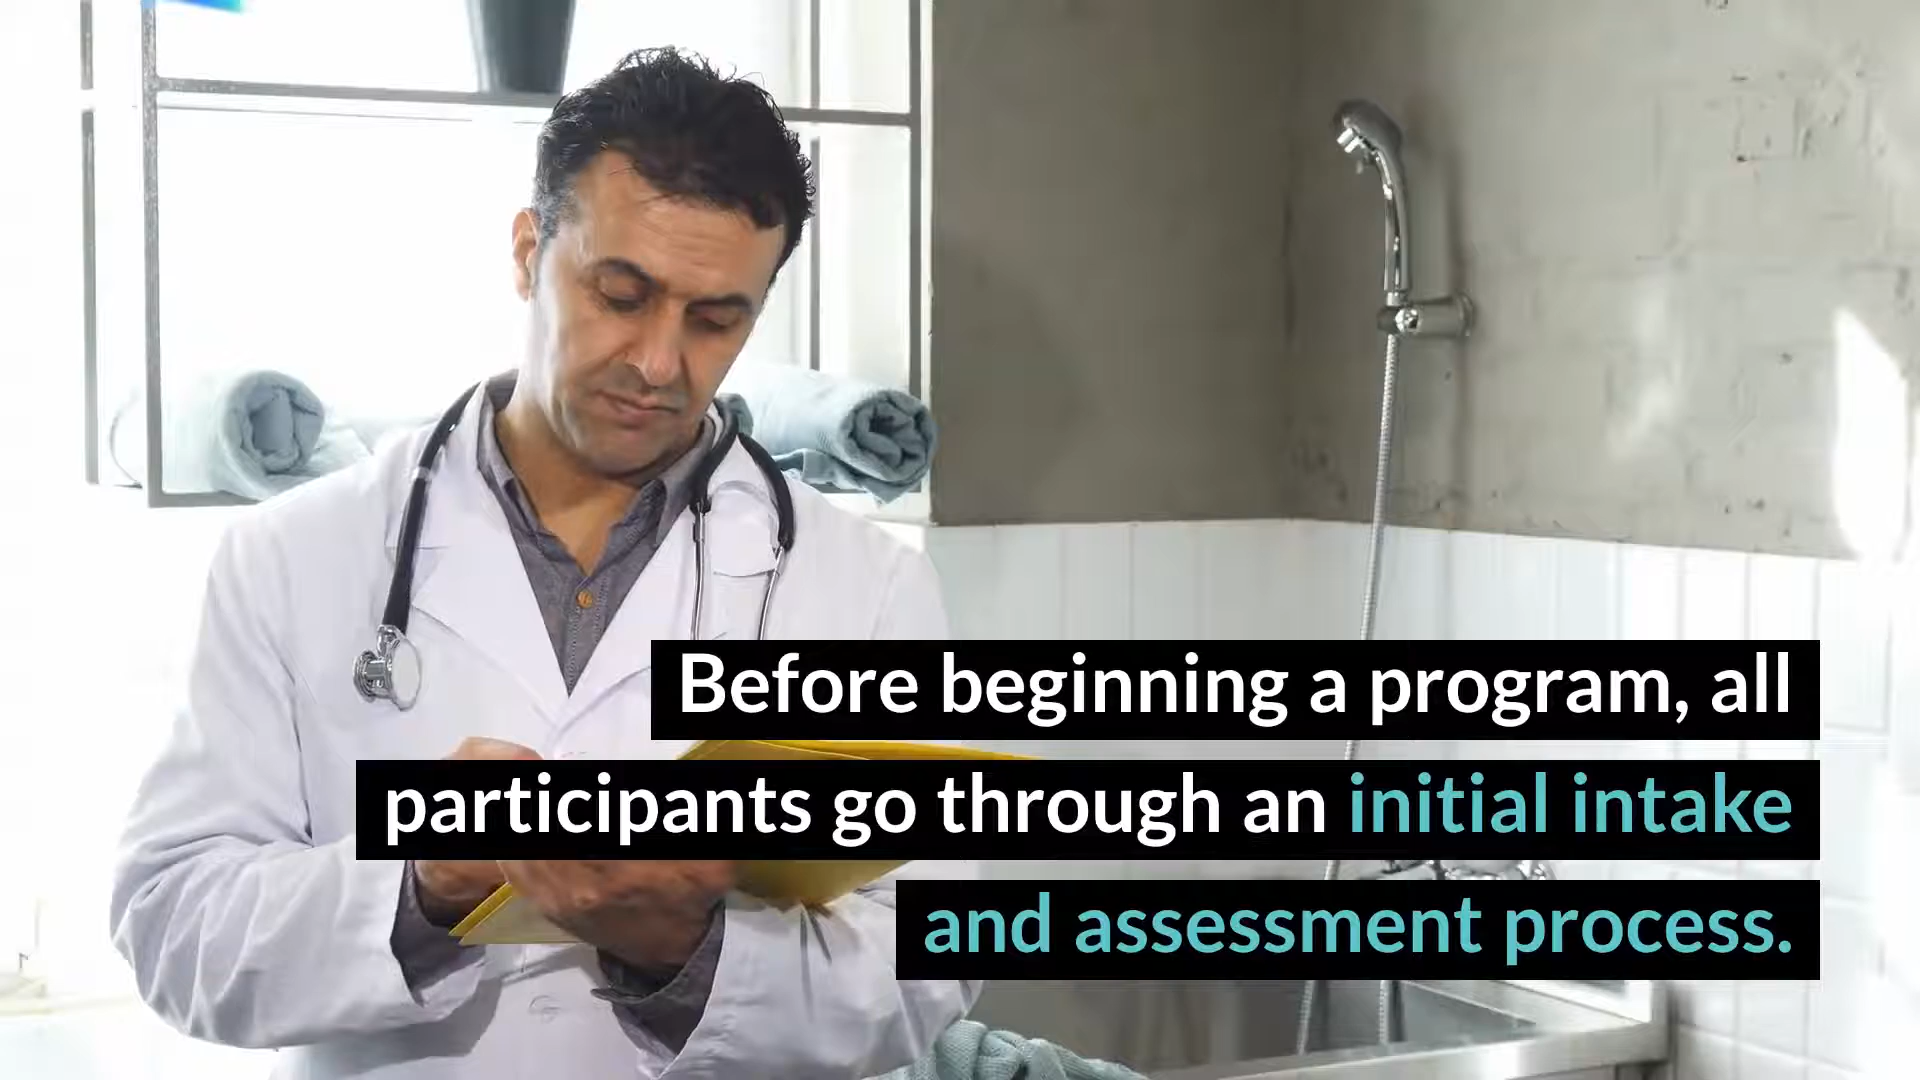 Before beginning a program, all
participants go through an initial intake
and assessment process.